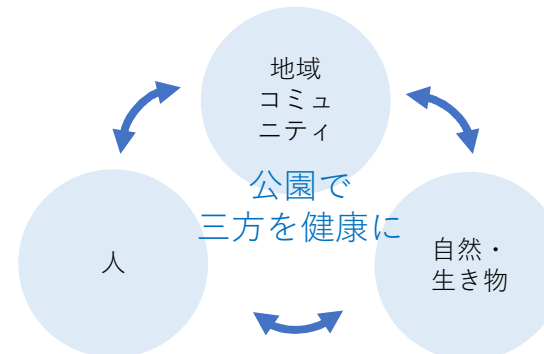 地域
コミュ
ニティ
公園で
三方を健康に
人
自然・
生き物